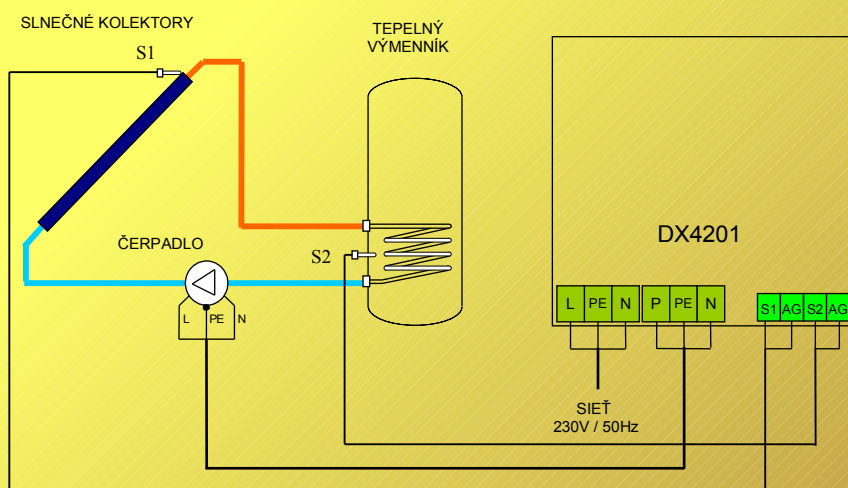 SLNEČNÉ KOLEKTORY
S1
TEPELNÝ
VÝMENNÍK
DX4201
ČERPADLO
S2
L PE N
L PE N P PE N
S1 AG S2 AG
SIEŤ
230V / 50Hz